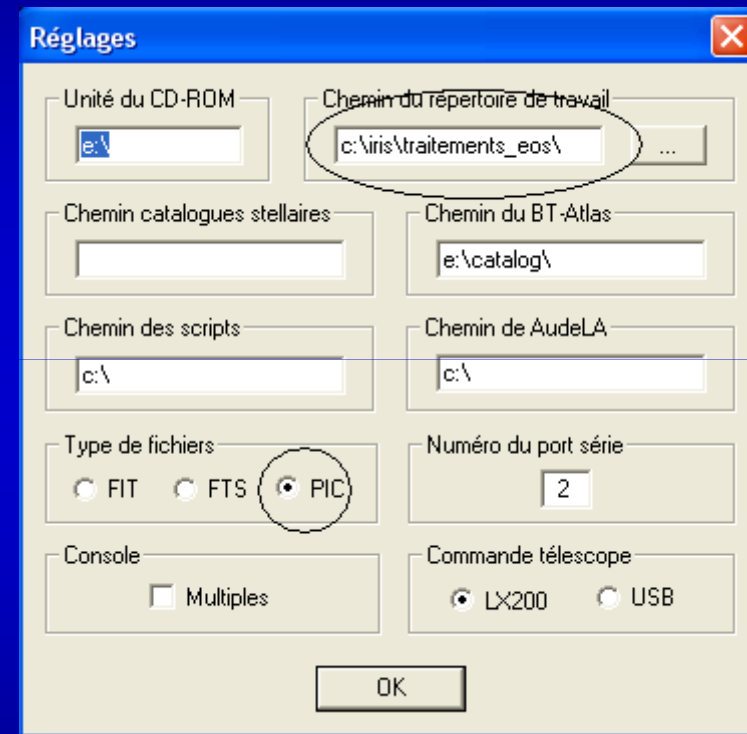 Réglages
Unité du CD-ROM
e:\
Chemin du répertoire de travail
c:\iris\traitements_eos\
...
Chemin catalogues stellaires
Chemin du BT-Atlas
e:\catalog\
Chemin des scripts
c:\
Chemin de AudeLA
c:\
Type de fichiers
FIT FTS PIC
Numéro du port série
2
Console
Multiples
Commande télescope
LX200 USB
OK